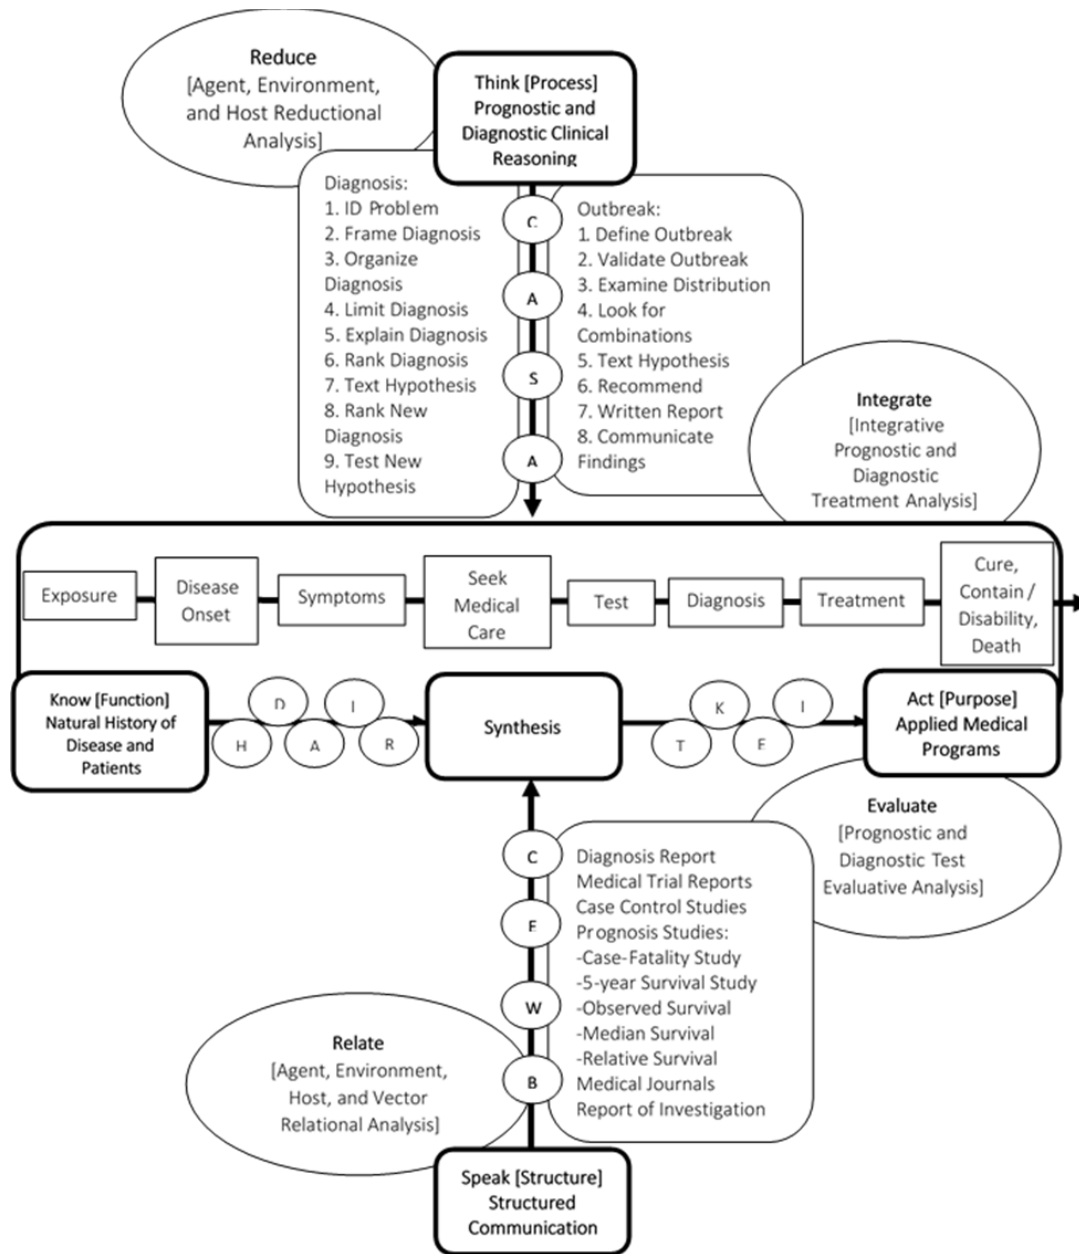 Reduce
[Agent, Environment,
and Host Reductional
Analysis]
Think [Process]
Prognostic and
Diagnostic Clinical
Reasoning
Diagnosis:
1. ID Problem
2. Frame Diagnosis
3. Organize
Diagnosis
4. Limit Diagnosis
5. Explain Diagnosis
6. Rank Diagnosis
7. Text Hypothesis
8. Rank New
Diagnosis
9. Test New
Hypothesis
C
A
S
A
Outbreak:
1. Define Outbreak
2. Validate Outbreak
3. Examine Distribution
4. Look for
Combinations
5. Text Hypothesis
6. Recommend
7. Written Report
8. Communicate
Findings
Integrate
[Integrative
Prognostic and
Diagnostic
Treatment Analysis]
Exposure
Disease
Onset
Symptoms
Seek
Medical
Care
Test
Diagnosis
Treatment
Cure,
Contain /
Disability,
Death
Know [Function]
Natural History of
Disease and
Patients
H
D
A
I
R
Synthesis
T
K
F
I
Act [Purpose]
Applied Medical
Programs
Evaluate
[Prognostic and
Diagnostic Test
Evaluative Analysis]
C
F
W
B
Diagnosis Report
Medical Trial Reports
Case Control Studies
Prognosis Studies:
-Case-Fatality Study
-5-year Survival Study
-Observed Survival
-Median Survival
-Relative Survival
Medical Journals
Report of Investigation
Relate
[Agent, Environment,
Host, and Vector
Relational Analysis]
Speak [Structure]
Structured
Communication